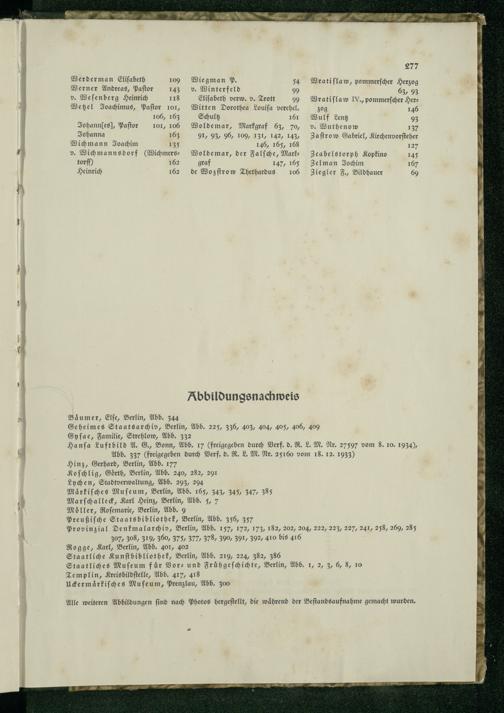 277
Werderman Elisabeth 109
Werner Andreas, Pastor 143
v. Wesenberg Heinrich 118
Wetzel Joachimus, Pastor 101,
106, 163
Johann[es], Pastor 101, 106
Johanna 163
Wichmann Joachim 135
v. Wichmannsdorf (Wichmers-
torff) 162
Heinrich 162
Wiegman P. 54
v. Winterfeld 99
Elisabeth verw. v. Trott 99
Witten Dorothea Louisa verehel.
Schultz 161
Woldemar, Markgraf 63, 70,
91, 93, 96, 109, 131, 142, 143,
146, 165, 168
Woldemar, der Falsche, Mark-
graf 147, 165
de Wozstrow Thethardus 106
Wratislaw, pommerscher Herzog
63, 93
Wratislaw IV., pommerscher Her-
zog 146
Wulf Lentz 93
v. Wuthenow 137
Zastrow Gabriel, Kirchenvorsteher
127
Zeabelstorph Kopkino 145
Zelman Jochim 167
Ziegler F., Bildhauer 69
Abbildungsnachweis
Bäumer, Else, Berlin, Abb. 344
Geheimes Staatsarchiv, Berlin, Abb. 225, 336, 403, 404, 405, 406, 409
Gysae, Familie, Strehlow, Abb. 332
Hansa Luftbild A. G., Bonn, Abb. 17 (freigegeben durch Verf. d. R. L. M. Nr. 27597 vom 8. 10. 1934),
Abb. 337 (freigegeben durch Verf. d. R. L. M. Nr. 25160 vom 18. 12. 1933)
Hinz, Gerhard, Berlin, Abb. 177
Koschlig, Görth, Berlin, Abb. 240, 282, 291
Lychen, Stadtverwaltung, Abb. 293, 294
Märkisches Museum, Berlin, Abb. 165, 343, 345, 347, 385
Marschalleck, Karl Heinz, Berlin, Abb. 5, 7
Möller, Rosemarie, Berlin, Abb. 9
Preußische Staatsbibliothek, Berlin, Abb. 356, 357
Provinzial Denkmalarchiv, Berlin, Abb. 157, 172, 173, 182, 202, 204, 222, 223, 227, 241, 258, 269, 285
307, 308, 319, 360, 375, 377, 378, 390, 391, 392, 410 bis 416
Rogge, Karl, Berlin, Abb. 401, 402
Staatliche Kunstbibliothek, Berlin, Abb. 219, 224, 382, 386
Staatliches Museum für Vor- und Frühgeschichte, Berlin, Abb. 1, 2, 3, 6, 8, 10
Templin, Kreisbildstelle, Abb. 417, 418
Uckermärkisches Museum, Prenzlau, Abb. 300
Alle weiteren Abbildungen sind nach Photos hergestellt, die während der Bestandsaufnahme gemacht wurden.